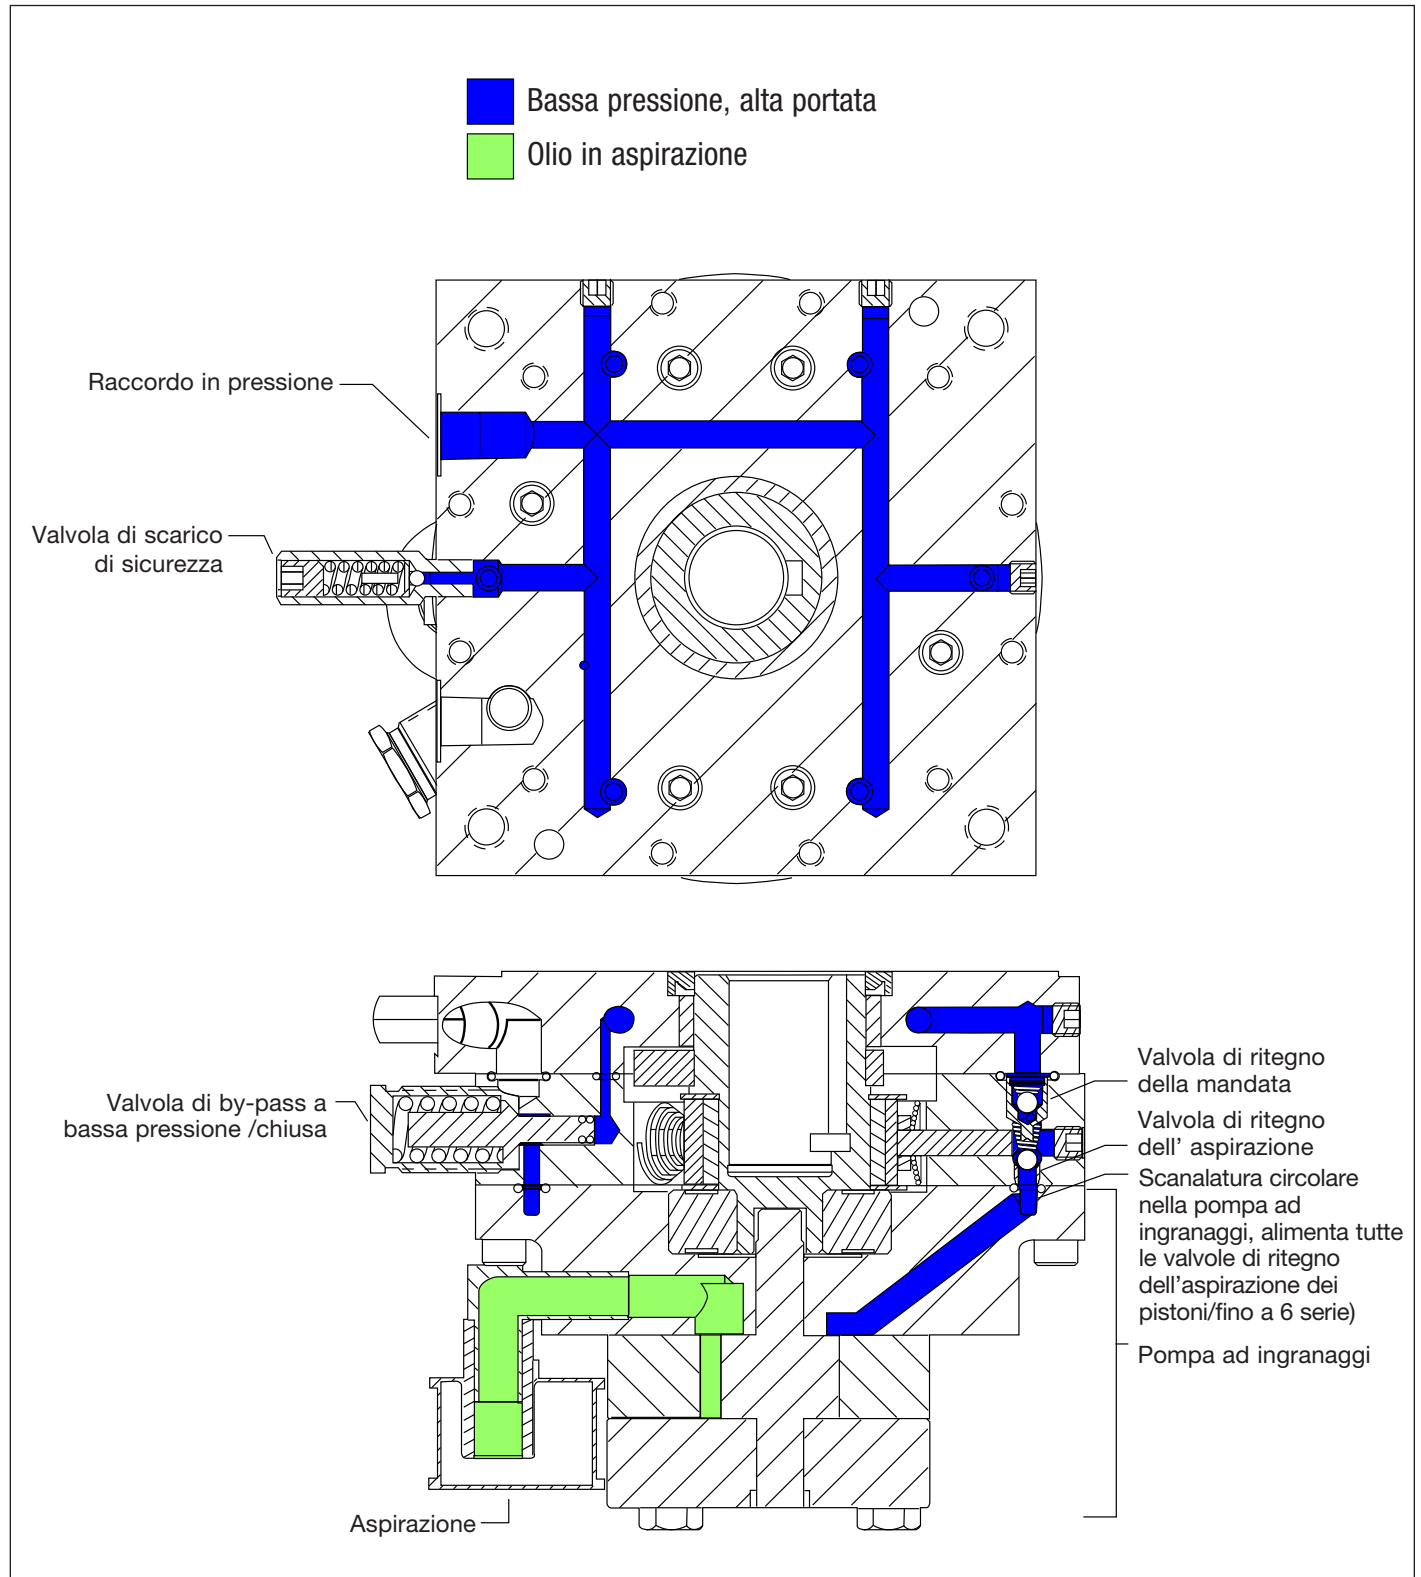 Bassa pressione, alta portata
Olio in aspirazione
Raccordo in pressione
Valvola di scarico
di sicurezza
Valvola di by-pass a
bassa pressione /chiusa
Valvola di ritegno
della mandata
Valvola di ritegno
dell' aspirazione
Scanalatura circolare
nella pompa ad
ingranaggi, alimenta tutte
le valvole di ritegno
dell'aspirazione dei
pistoni/fino a 6 serie)
Pompa ad ingranaggi
Aspirazione